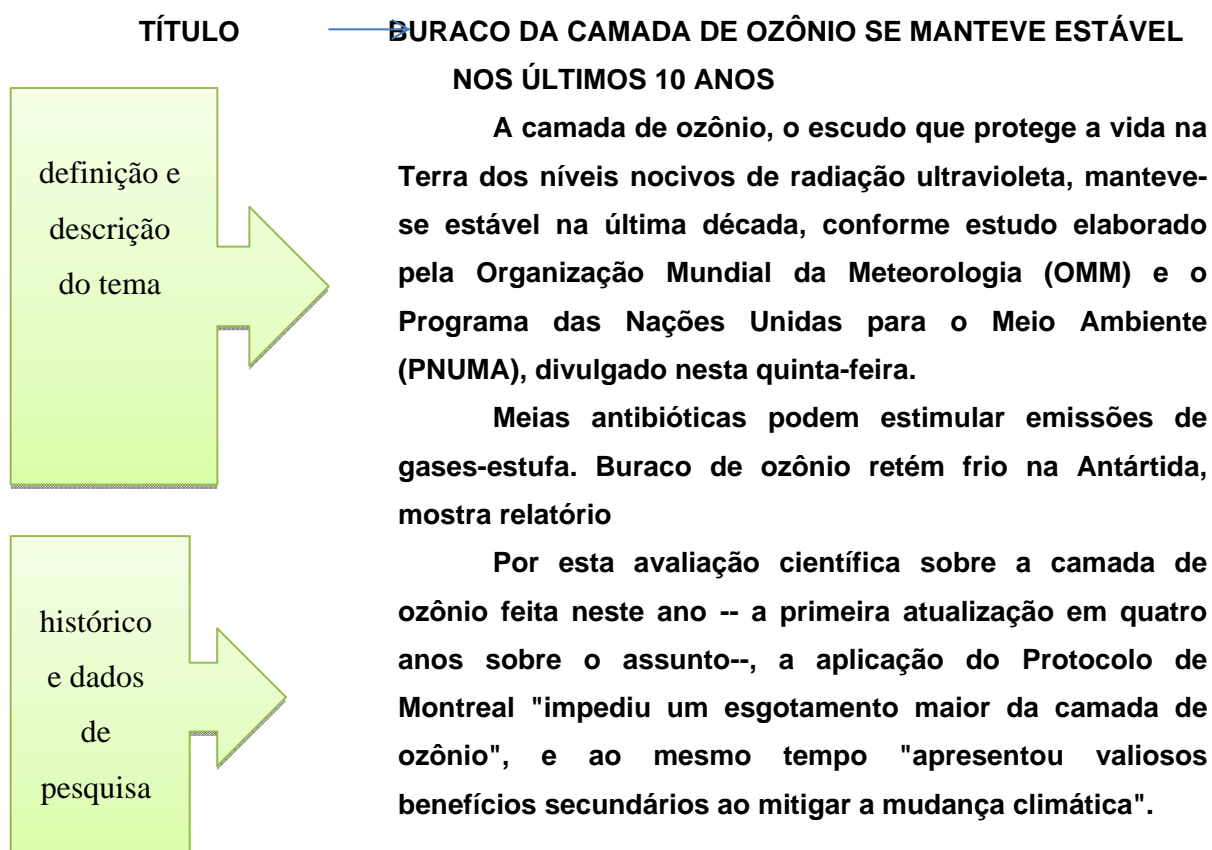 TÍTULO BURACO DA CAMADA DE OZÔNIO SE MANTEVE ESTÁVEL
NOS ÚLTIMOS 10 ANOS
definição e
descrição
do tema
A camada de ozônio, o escudo que protege a vida na
Terra dos níveis nocivos de radiação ultravioleta, manteve-
se estável na última década, conforme estudo elaborado
pela Organização Mundial da Meteorologia (OMM) e o
Programa das Nações Unidas para o Meio Ambiente
(PNUMA), divulgado nesta quinta-feira.
Meias antibióticas podem estimular emissões de
gases-estufa. Buraco de ozônio retém frio na Antártida,
mostra relatório
histórico
e dados
de
pesquisa
Por esta avaliação científica sobre a camada de
ozônio feita neste ano -- a primeira atualização em quatro
anos sobre o assunto--, a aplicação do Protocolo de
Montreal "impediu um esgotamento maior da camada de
ozônio", e ao mesmo tempo "apresentou valiosos
benefícios secundários ao mitigar a mudança climática".